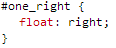 #one_right {
   float: right;
}